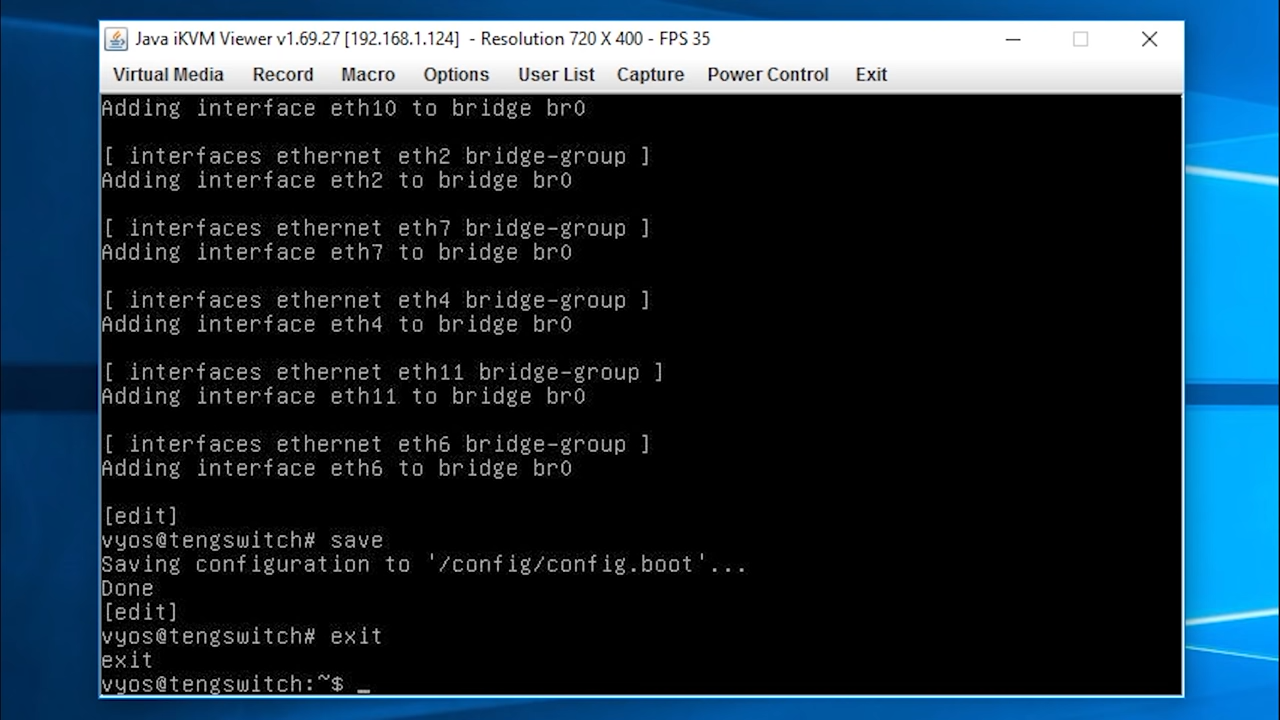 Java iKVM Viewer v1.69.27 [192.168.1.124]  - Resolution 720 X 400 - FPS 35
Virtual Media Record Macro Options User List Capture Power Control Exit
Adding interface eth10 to bridge br0
[ interfaces ethernet eth2 bridge-group ]
Adding interface eth2 to bridge br0
[ interfaces ethernet eth7 bridge-group ]
Adding interface eth7 to bridge br0
[ interfaces ethernet eth4 bridge-group ]
Adding interface eth4 to bridge br0
[ interfaces ethernet eth11 bridge-group ]
Adding interface eth11 to bridge br0
[ interfaces ethernet eth6 bridge-group ]
Adding interface eth6 to bridge br0
[edit]
vyos@tengswitch# save
Saving configuration to '/config/config.boot'...
Done
[edit]
vyos@tengswitch# exit
exit
vyos@tengswitch:~$ _